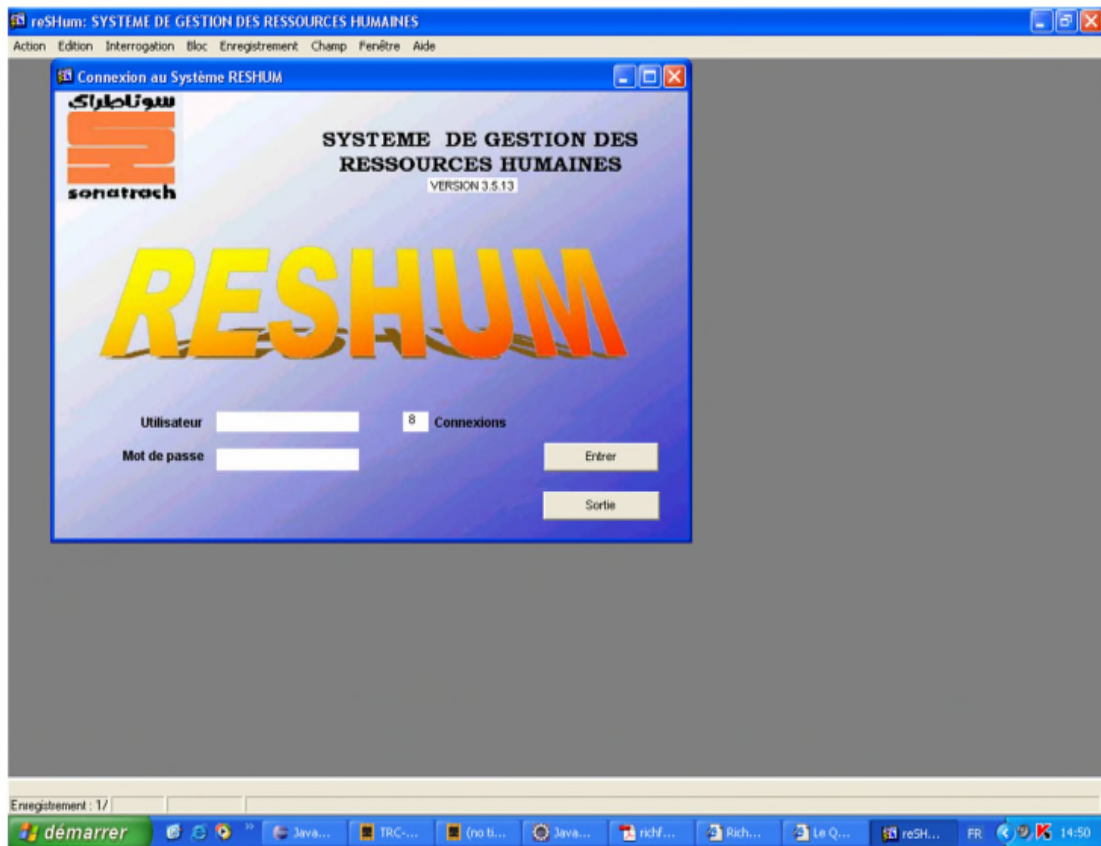 reSHum: SYSTEME DE GESTION DES RESSOURCES HUMAINES
Action Edition Interrogation Bloc Enregistrement Champ Fenêtre Aide
Connexion au Système RESHUM
سوناطراك
sonatrach
SYSTEME DE GESTION DES
RESSOURCES HUMAINES
VERSION 3.5.13
RESHUM
Utilisateur
8 Connexions
Mot de passe
Entrer
Sortie
Enregistrement : 1/
démarrer
Java...
TRC-...
(no ti...
Java...
richf...
Rich...
Le Q...
reSH...
FR
14:50